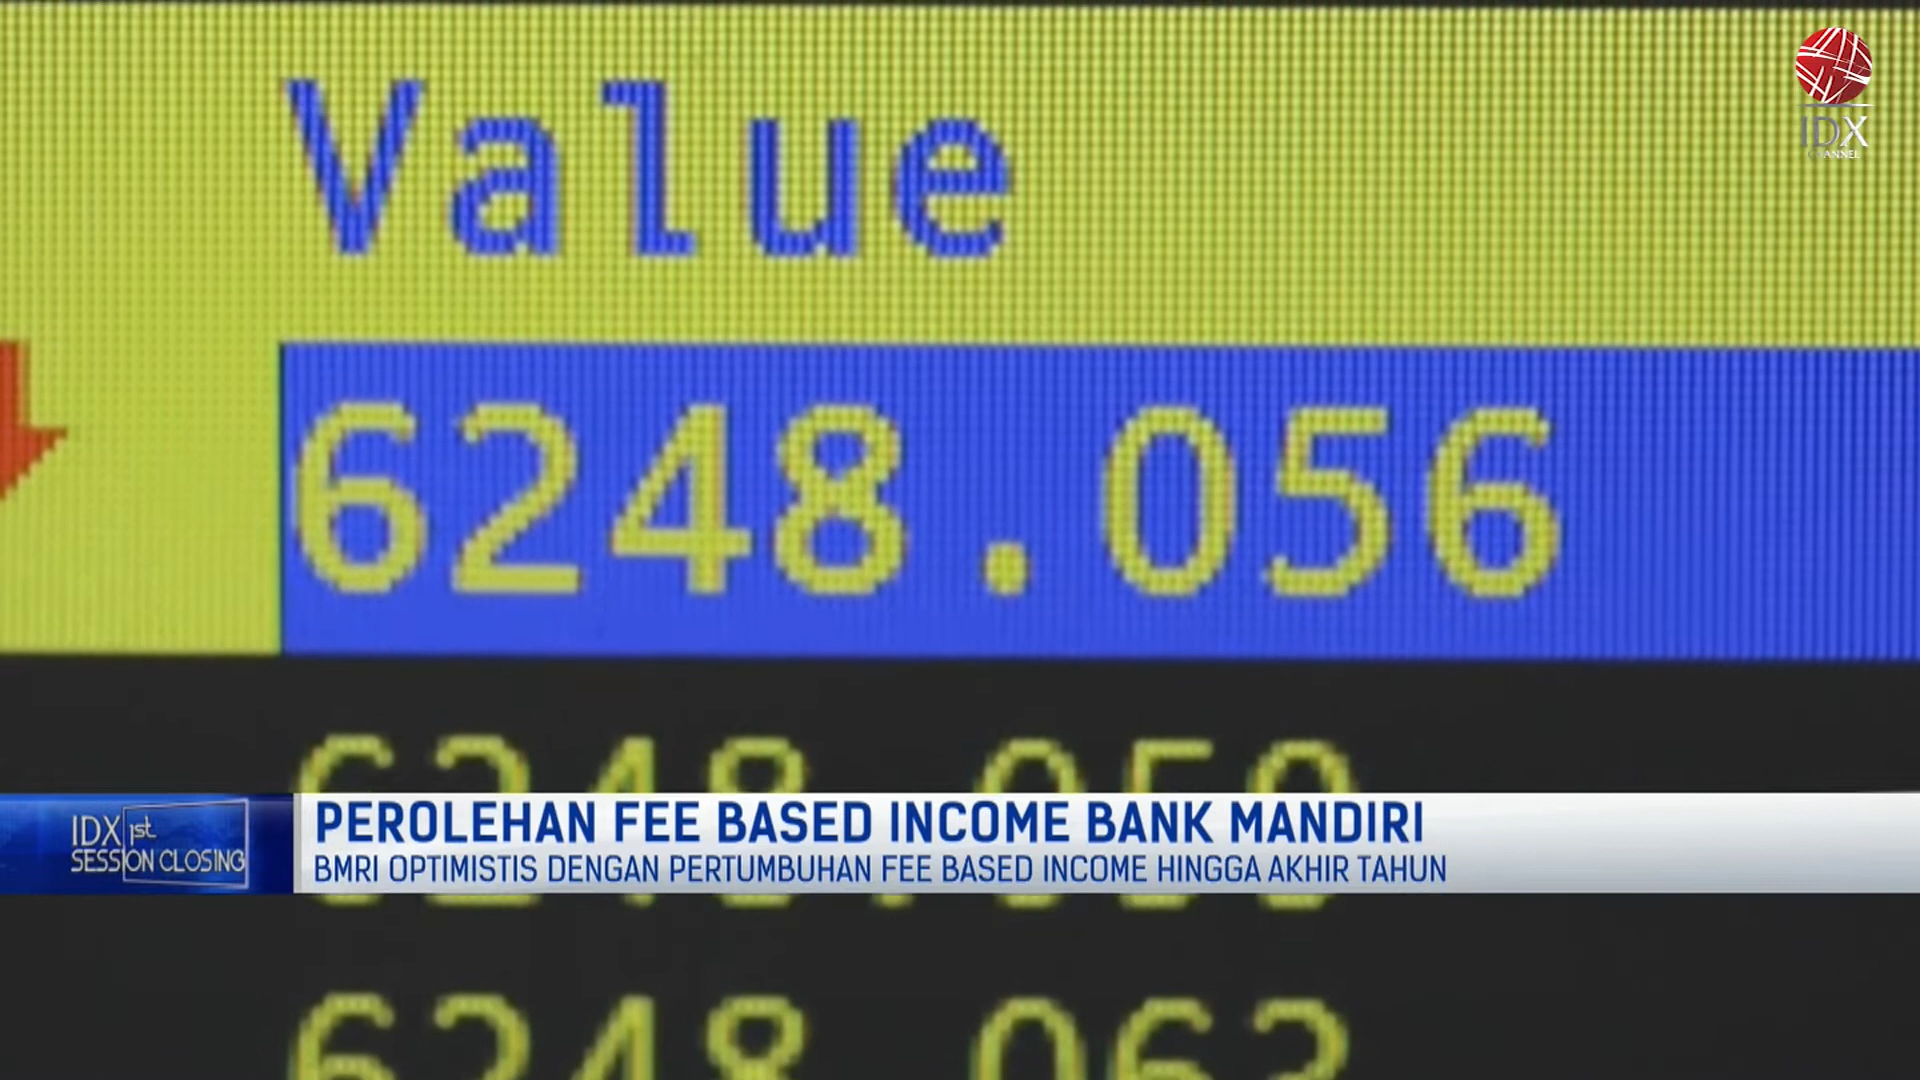 Value
6248.056
IDX
CHANNEL
PEROLEHAN FEE BASED INCOME BANK MANDIRI
BMRI OPTIMISTIS DENGAN PERTUMBUHAN FEE BASED INCOME HINGGA AKHIR TAHUN
IDX 1st
SESSION CLOSING